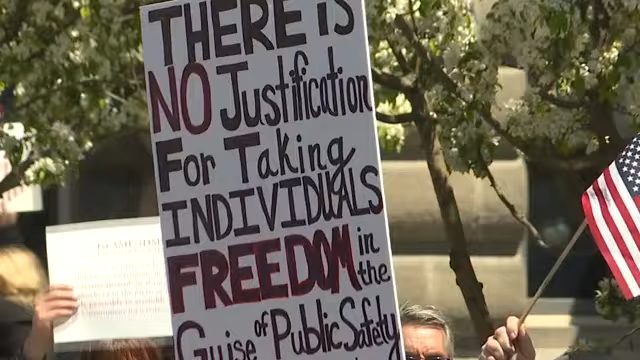 THERE IS
NO Justification
For Taking
INDIVIDUALS
FREEDOM in
the
Guise of Public Safety